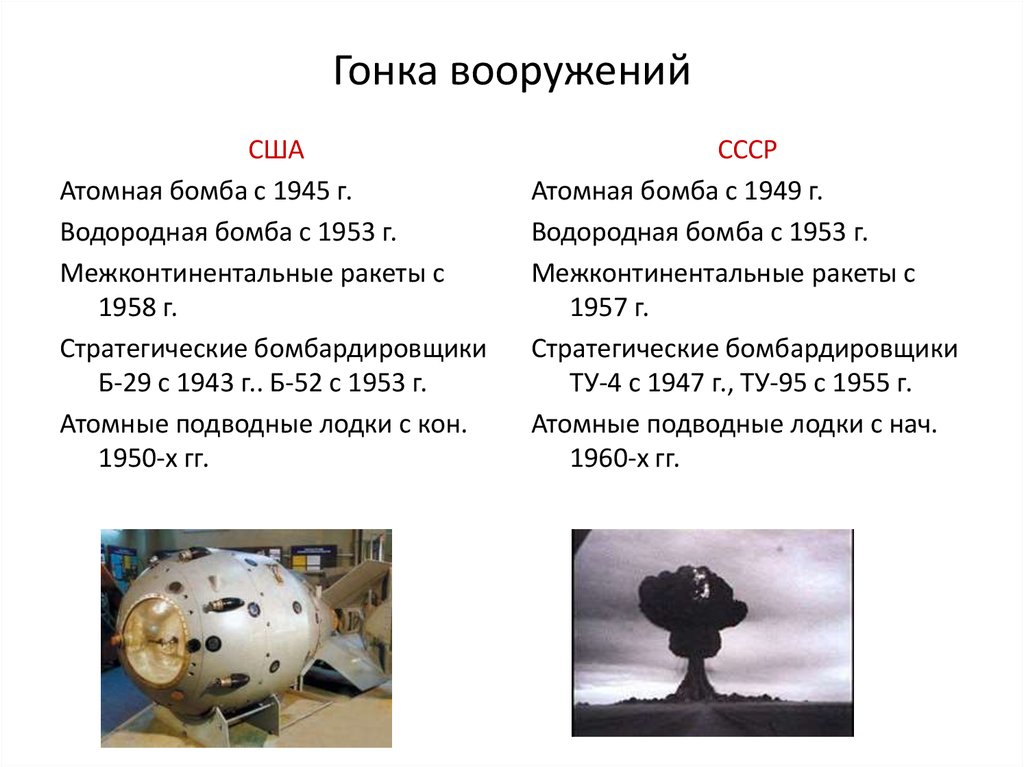 Гонка вооружений
США
Атомная бомба с 1945 г.
Водородная бомба с 1953 г.
Межконтинентальные ракеты с
1958 г.
Стратегические бомбардировщики
Б-29 с 1943 г.. Б-52 с 1953 г.
Атомные подводные лодки с кон.
1950-х гг.
СССР
Атомная бомба с 1949 г.
Водородная бомба с 1953 г.
Межконтинентальные ракеты с
1957 г.
Стратегические бомбардировщики
ТУ-4 с 1947 г., ТУ-95 с 1955 г.
Атомные подводные лодки с нач.
1960-х гг.